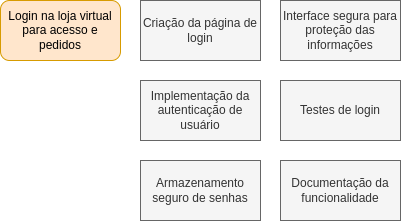 Login na loja virtual
para acesso e
pedidos
Criação da página de
login
Interface segura para
proteção das
informações
Implementação da
autenticação de
usuário
Testes de login
Armazenamento
seguro de senhas
Documentação da
funcionalidade